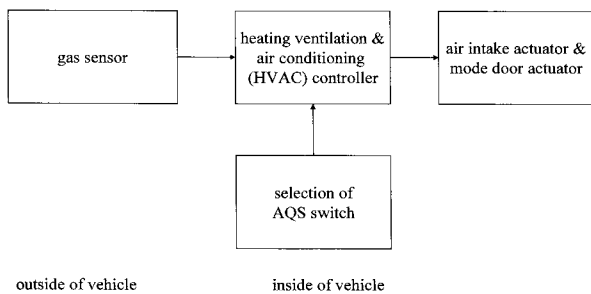 gas sensor
heating ventilation &
air conditioning
(HVAC) controller
air intake actuator &
mode door actuator
selection of
AQS switch
outside of vehicle
inside of vehicle